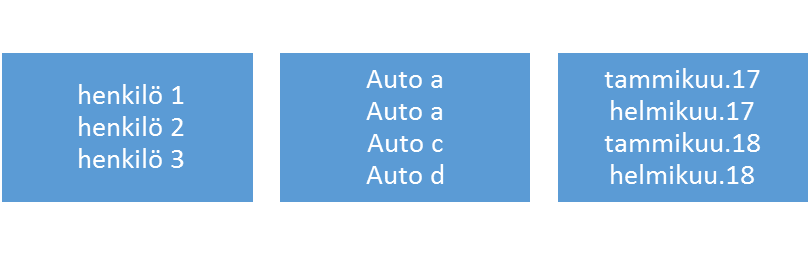 henkilö 1
henkilö 2
henkilö 3
Auto a
Auto a
Auto c
Auto d
tammikuu.17
helmikuu.17
tammikuu.18
helmikuu.18